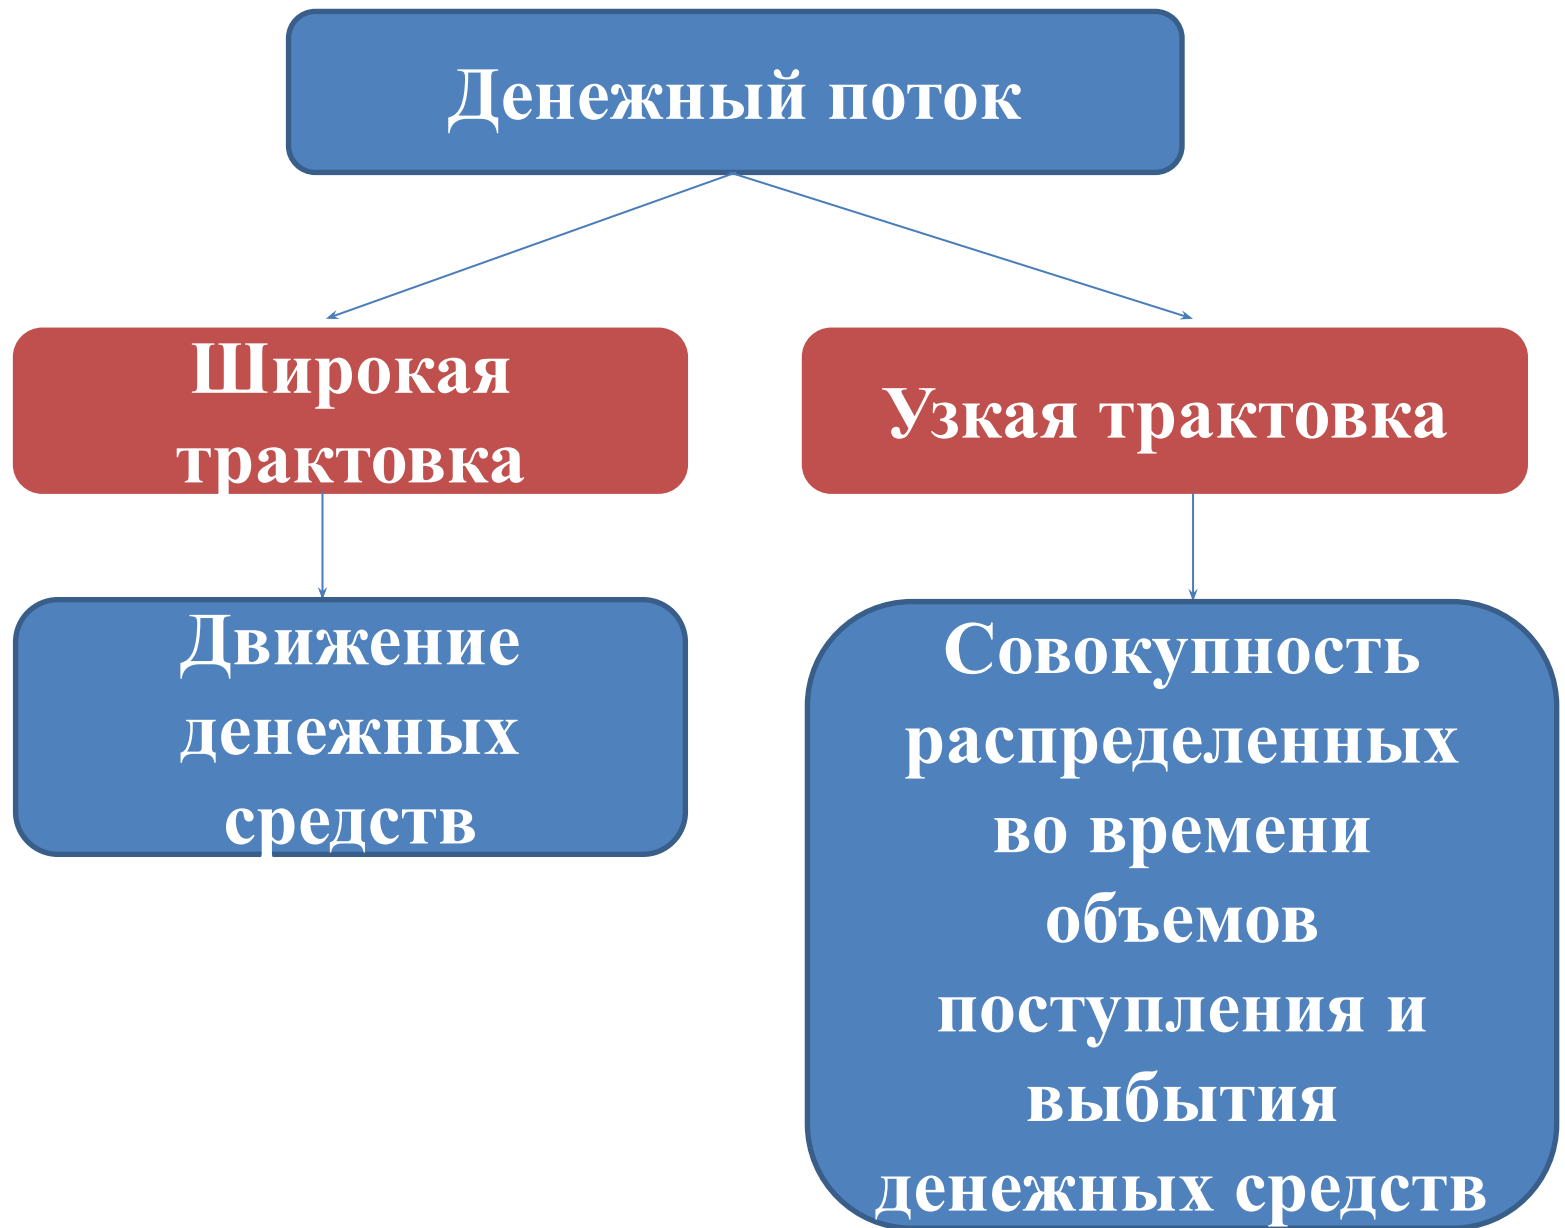 Денежный поток
Широкая
трактовка
Узкая трактовка
Движение
денежных
средств
Совокупность
распределенных
во времени
объемов
поступления и
выбытия
денежных средств